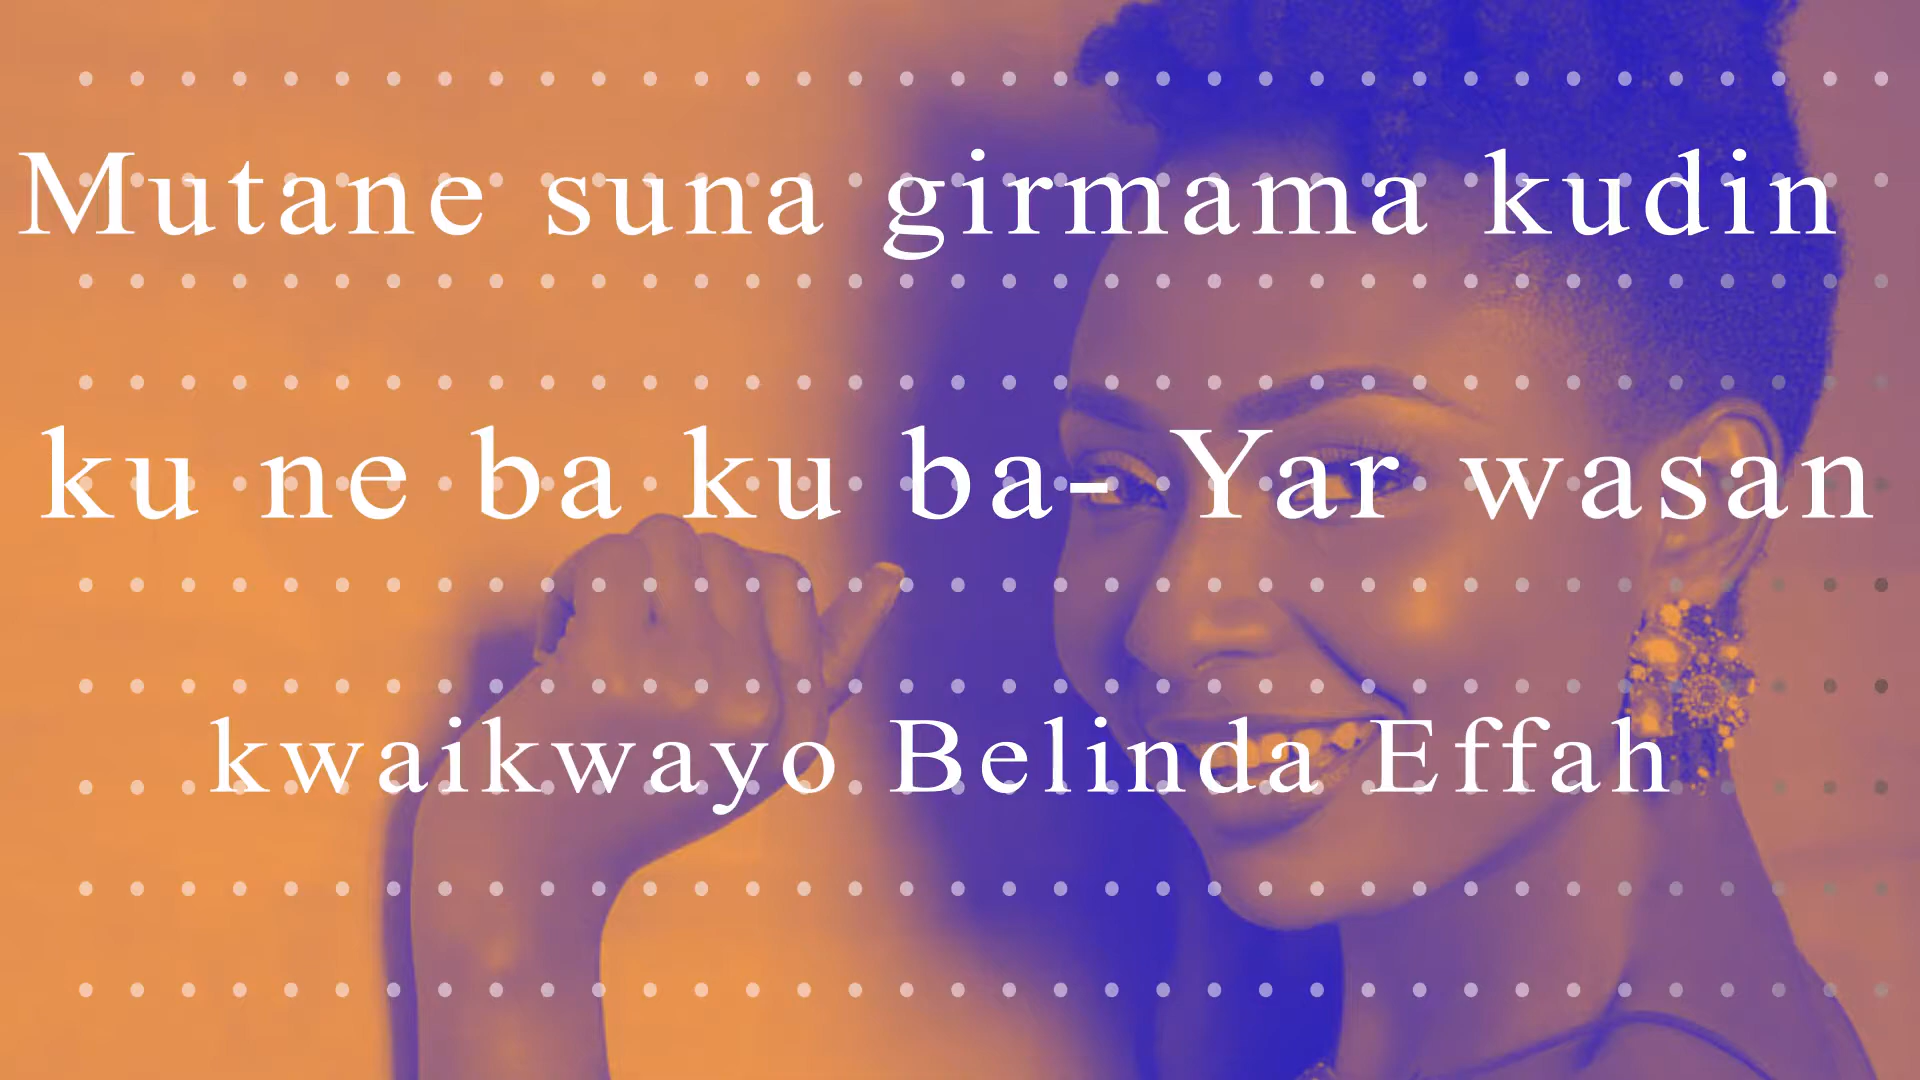 Mutane suna girmama kudin
ku ne ba ku ba- Yar wasan
kwaikwayo Belinda Effah